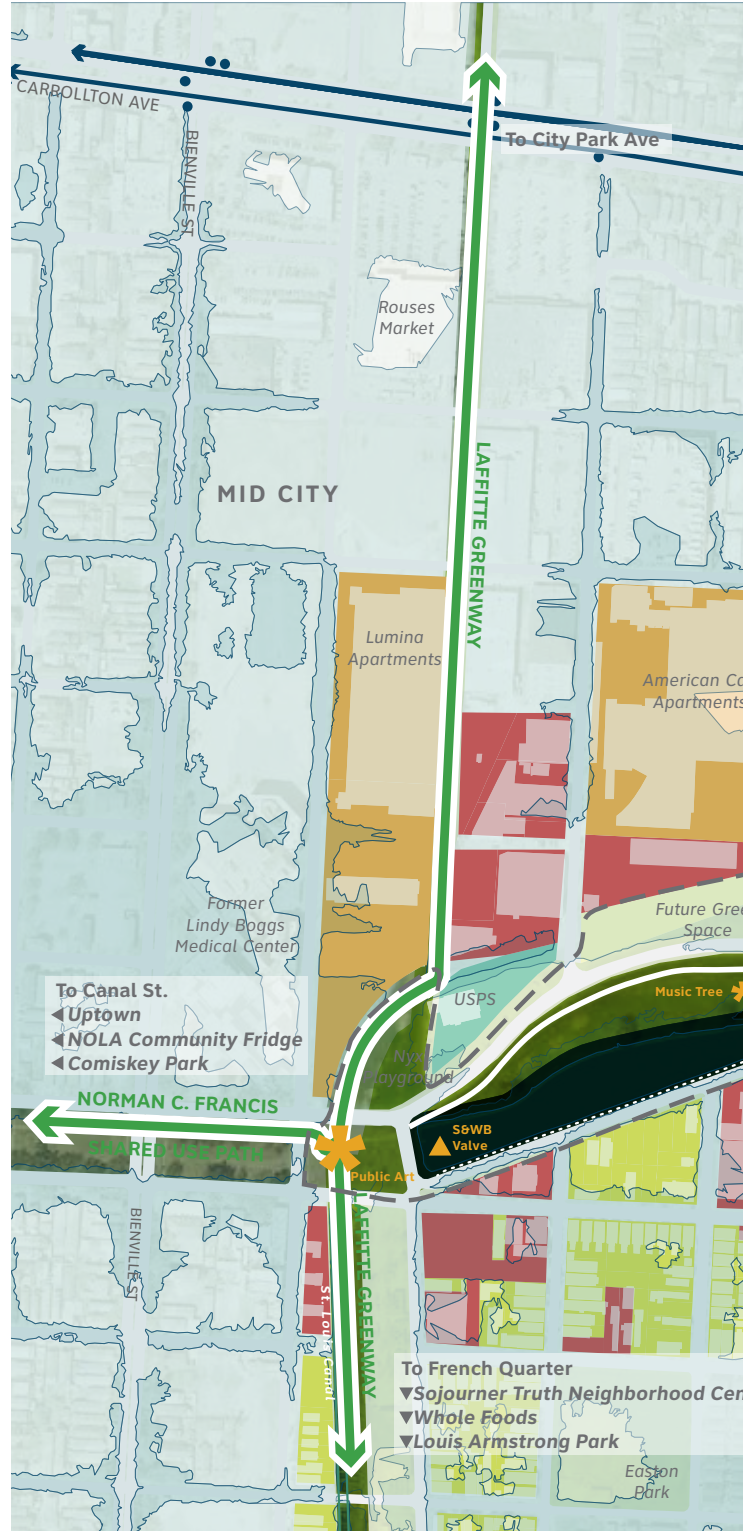 CARROLLTON AVE
BIENVILLE ST
To City Park Ave
Rouses
Market
MID CITY
LAFFITTE GREENWAY
Lumina
Apartments
American Ca
Apartments
Former
Lindy Boggs
Medical Center
Future Gree
Space
USPS
Music Tree
To Canal St.
◀Uptown
◀NOLA Community Fridge
◀Comiskey Park
Playground
NORMAN C. FRANCIS
SHARED USE PATH
S&WB
Valve
Public Art
LAFFITTE GREENWAY
BIENVILLE ST
St. Louis Canal
To French Quarter
▼Sojourner Truth Neighborhood Cen
▼Whole Foods
▼Louis Armstrong Park
Easton
Park